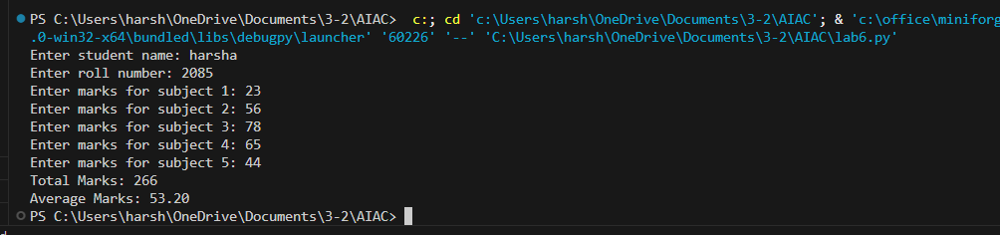 PS C:\Users\harsh\OneDrive\Documents\3-2\AIAC>  c:; cd 'c:\Users\harsh\OneDrive\Documents\3-2\AIAC'; & 'c:\office\miniforg
.0-win32-x64\bundled\libs\debugpy\launcher' '60226' '--' 'C:\Users\harsh\OneDrive\Documents\3-2\AIAC\lab6.py'
Enter student name: harsha
Enter roll number: 2085
Enter marks for subject 1: 23
Enter marks for subject 2: 56
Enter marks for subject 3: 78
Enter marks for subject 4: 65
Enter marks for subject 5: 44
Total Marks: 266
Average Marks: 53.20
PS C:\Users\harsh\OneDrive\Documents\3-2\AIAC>